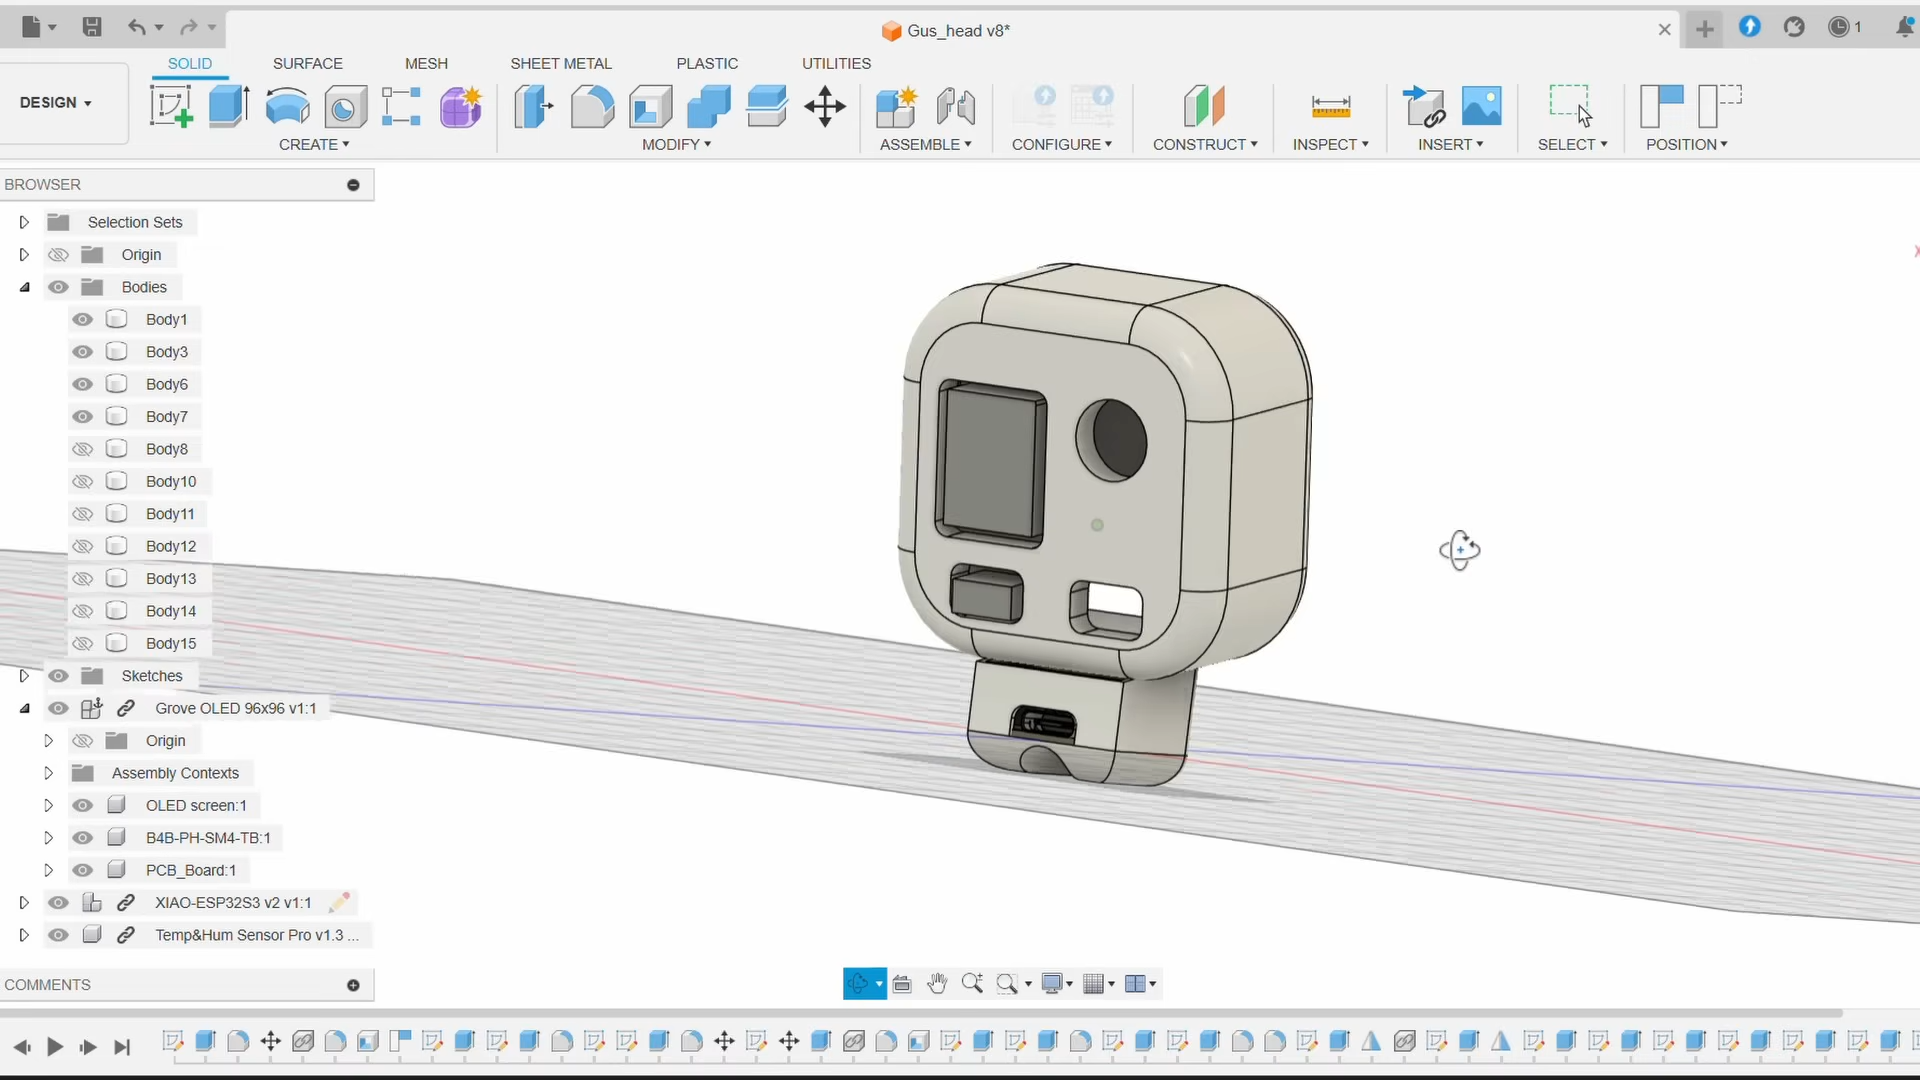 Gus_head v8*
1
SOLID SURFACE MESH SHEET METAL PLASTIC UTILITIES
DESIGN
CREATE MODIFY ASSEMBLE CONFIGURE CONSTRUCT INSPECT INSERT SELECT POSITION
BROWSER
Selection Sets
Origin
Bodies
Body1
Body3
Body6
Body7
Body8
Body10
Body11
Body12
Body13
Body14
Body15
Sketches
Grove OLED 96x96 v1:1
Origin
Assembly Contexts
OLED screen:1
B4B-PH-SM4-TB:1
PCB_Board:1
XIAO-ESP32S3 v2 v1:1
Temp&Hum Sensor Pro v1.3 ...
COMMENTS